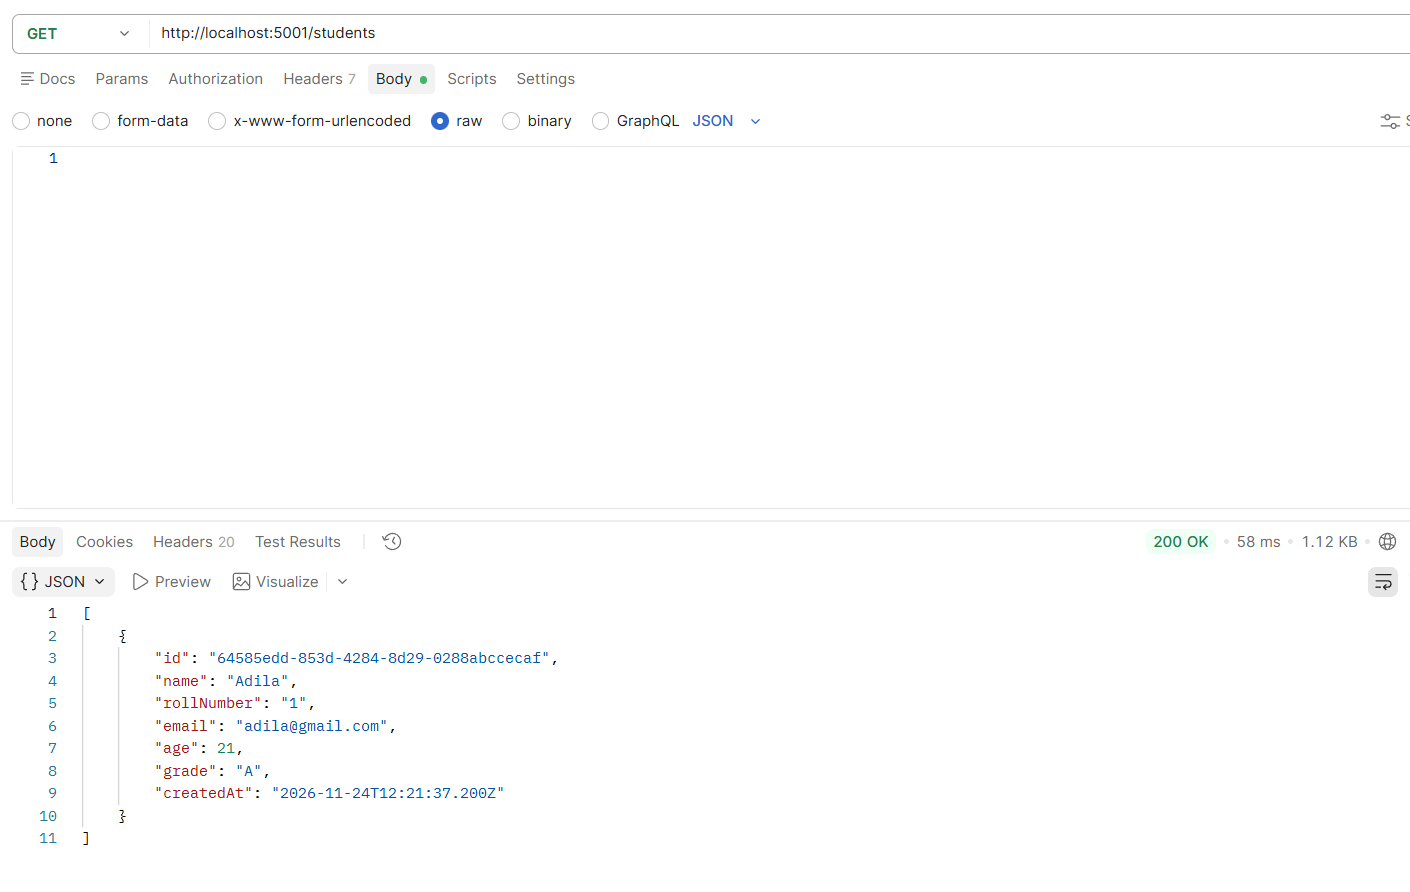 GET http://localhost:5001/students
Docs Params Authorization Headers 7 Body Scripts Settings
none form-data x-www-form-urlencoded raw binary GraphQL JSON
1
Body Cookies Headers 20 Test Results 200 OK 58 ms 1.12 KB
{} JSON Preview Visualize
1 [
2 {
3 "id": "64585edd-853d-4284-8d29-0288abccecaf",
4 "name": "Adila",
5 "rollNumber": "1",
6 "email": "adila@gmail.com",
7 "age": 21,
8 "grade": "A",
9 "createdAt": "2026-11-24T12:21:37.200Z"
10 }
11 ]